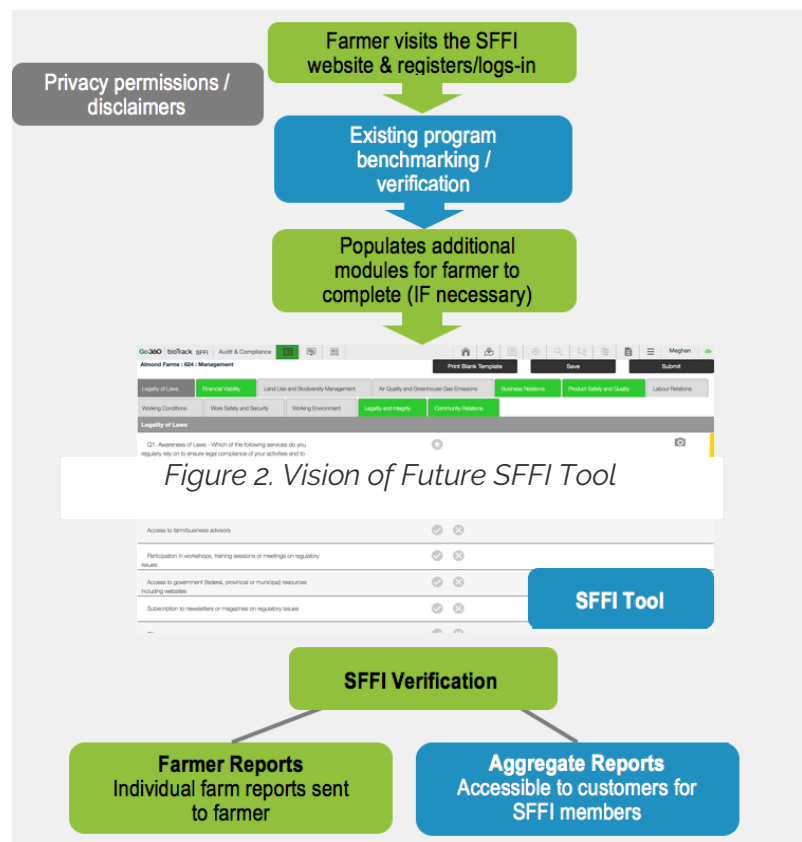 Farmer visits the SFFI
website & registers/logs-in
Privacy permissions /
disclaimers
Existing program
benchmarking /
verification
Populates additional
modules for farmer to
complete (IF necessary)
Go360 bioTrack SFFI Audit & Compliance Meghan
Almond Farms : 624 : Management Print Blank Template Save Submit
Legality of Laws Financial Viability Land Use and Biodiversity Management Air Quality and Greenhouse Gas Emissions Business Relations Product Safety and Quality Labour Relations
Working Conditions Work Safety and Security Working Environment Legality and Integrity Community Relations
Legality of Laws
Q1. Awareness of Laws - Which of the following services do you
regularly rely on to ensure legal compliance of your activities and to
Figure 2. Vision of Future SFFI Tool
Access to farm/business advisors
Participation in workshops, training sessions or meetings on regulatory
issues
Access to government (federal, provincial or municipal) resources
including websites
Subscription to newsletters or magazines on regulatory issues
SFFI Tool
SFFI Verification
Farmer Reports
Individual farm reports sent
to farmer
Aggregate Reports
Accessible to customers for
SFFI members